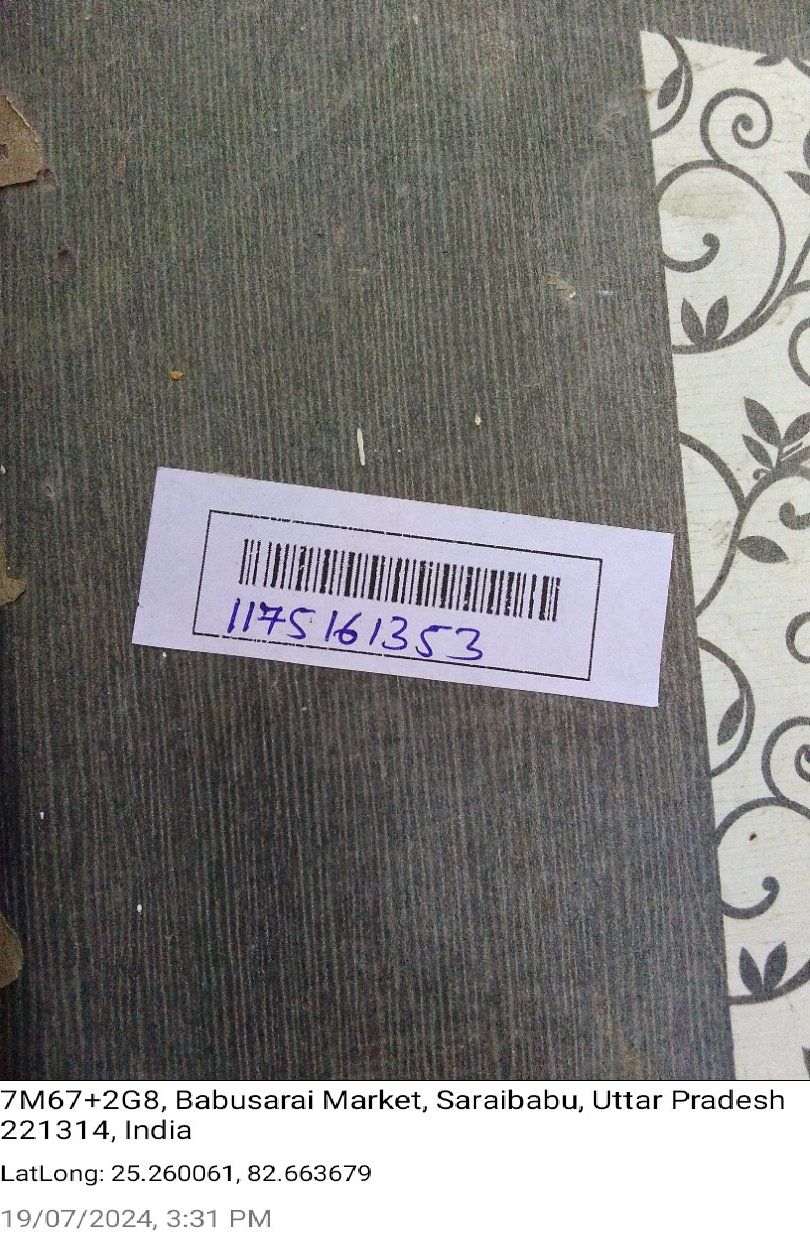 1175161353
7M67+2G8, Babusarai Market, Saraibabu, Uttar Pradesh
221314, India
LatLong: 25.260061, 82.663679
19/07/2024, 3:31 PM